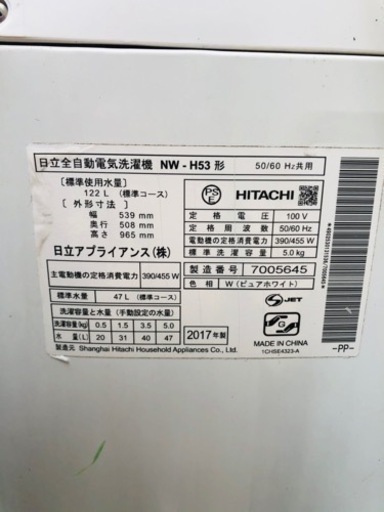 日立全自動電気洗濯機 NW-H53 形 50/60 Hz共用
〔標準使用水量〕
122 L (標準コース)
〔外形寸法〕
幅 539 mm
奥行 508 mm
高さ 965 mm
日立アプライアンス(株)
PS E HITACHI
定格電圧 100 V
定格周波数 50/60 Hz
電動機の定格消費電力 390/455 W
標準洗濯容量 5.0 kg
主電動機の定格消費電力 390/455 W
製造番号 7005645
標準水量 47 L (標準コース)
色相 W (ピュアホワイト)
洗濯容量と水量 (手動設定の水量)
洗濯容量(kg) 0.5 1.5 3.5 5.0
水量(L) 20 31 40 47
2017年製
S-JET
G
MADE IN CHINA
1CHSE4323-A
製造元 Shanghai Hitachi Household Appliances Co., Ltd.
-PP-